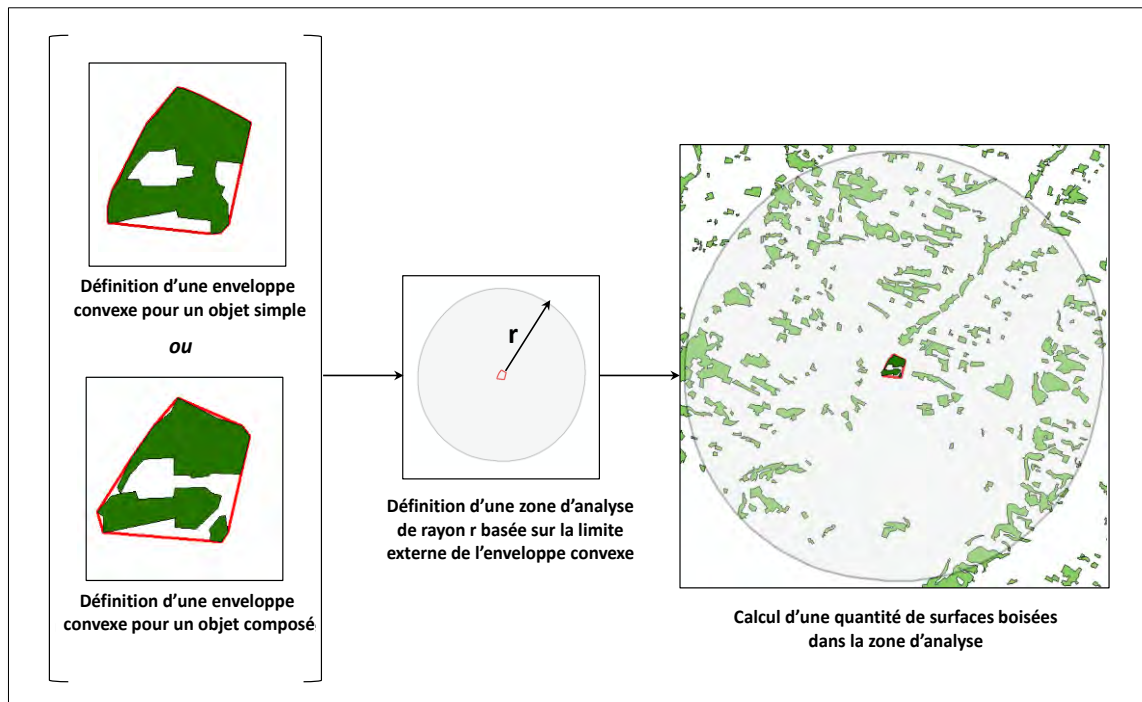 Définition d'une enveloppe
convexe pour un objet simple
ou
Définition d'une enveloppe
convexe pour un objet composé
r
Définition d'une zone d'analyse
de rayon r basée sur la limite
externe de l'enveloppe convexe
Calcul d'une quantité de surfaces boisées
dans la zone d'analyse